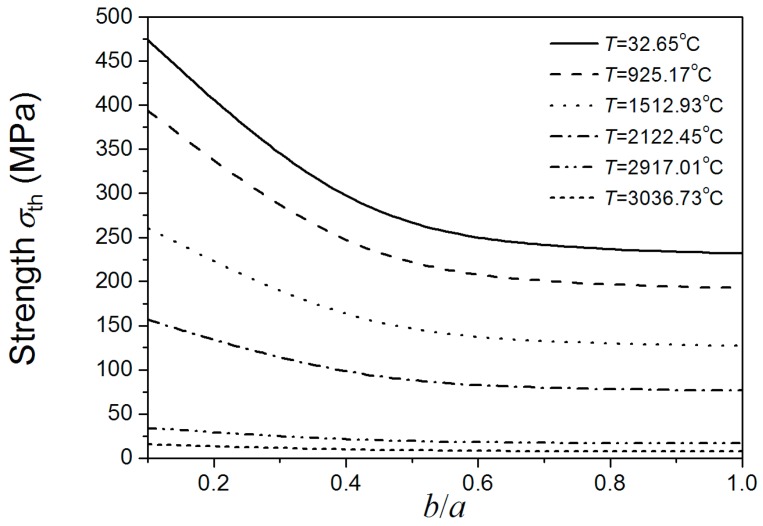 Strength σth (MPa)
500
450
400
350
300
250
200
150
100
50
0
T=32.65°C
T=925.17°C
T=1512.93°C
T=2122.45°C
T=2917.01°C
T=3036.73°C
0.2 0.4 0.6 0.8 1.0
b/a